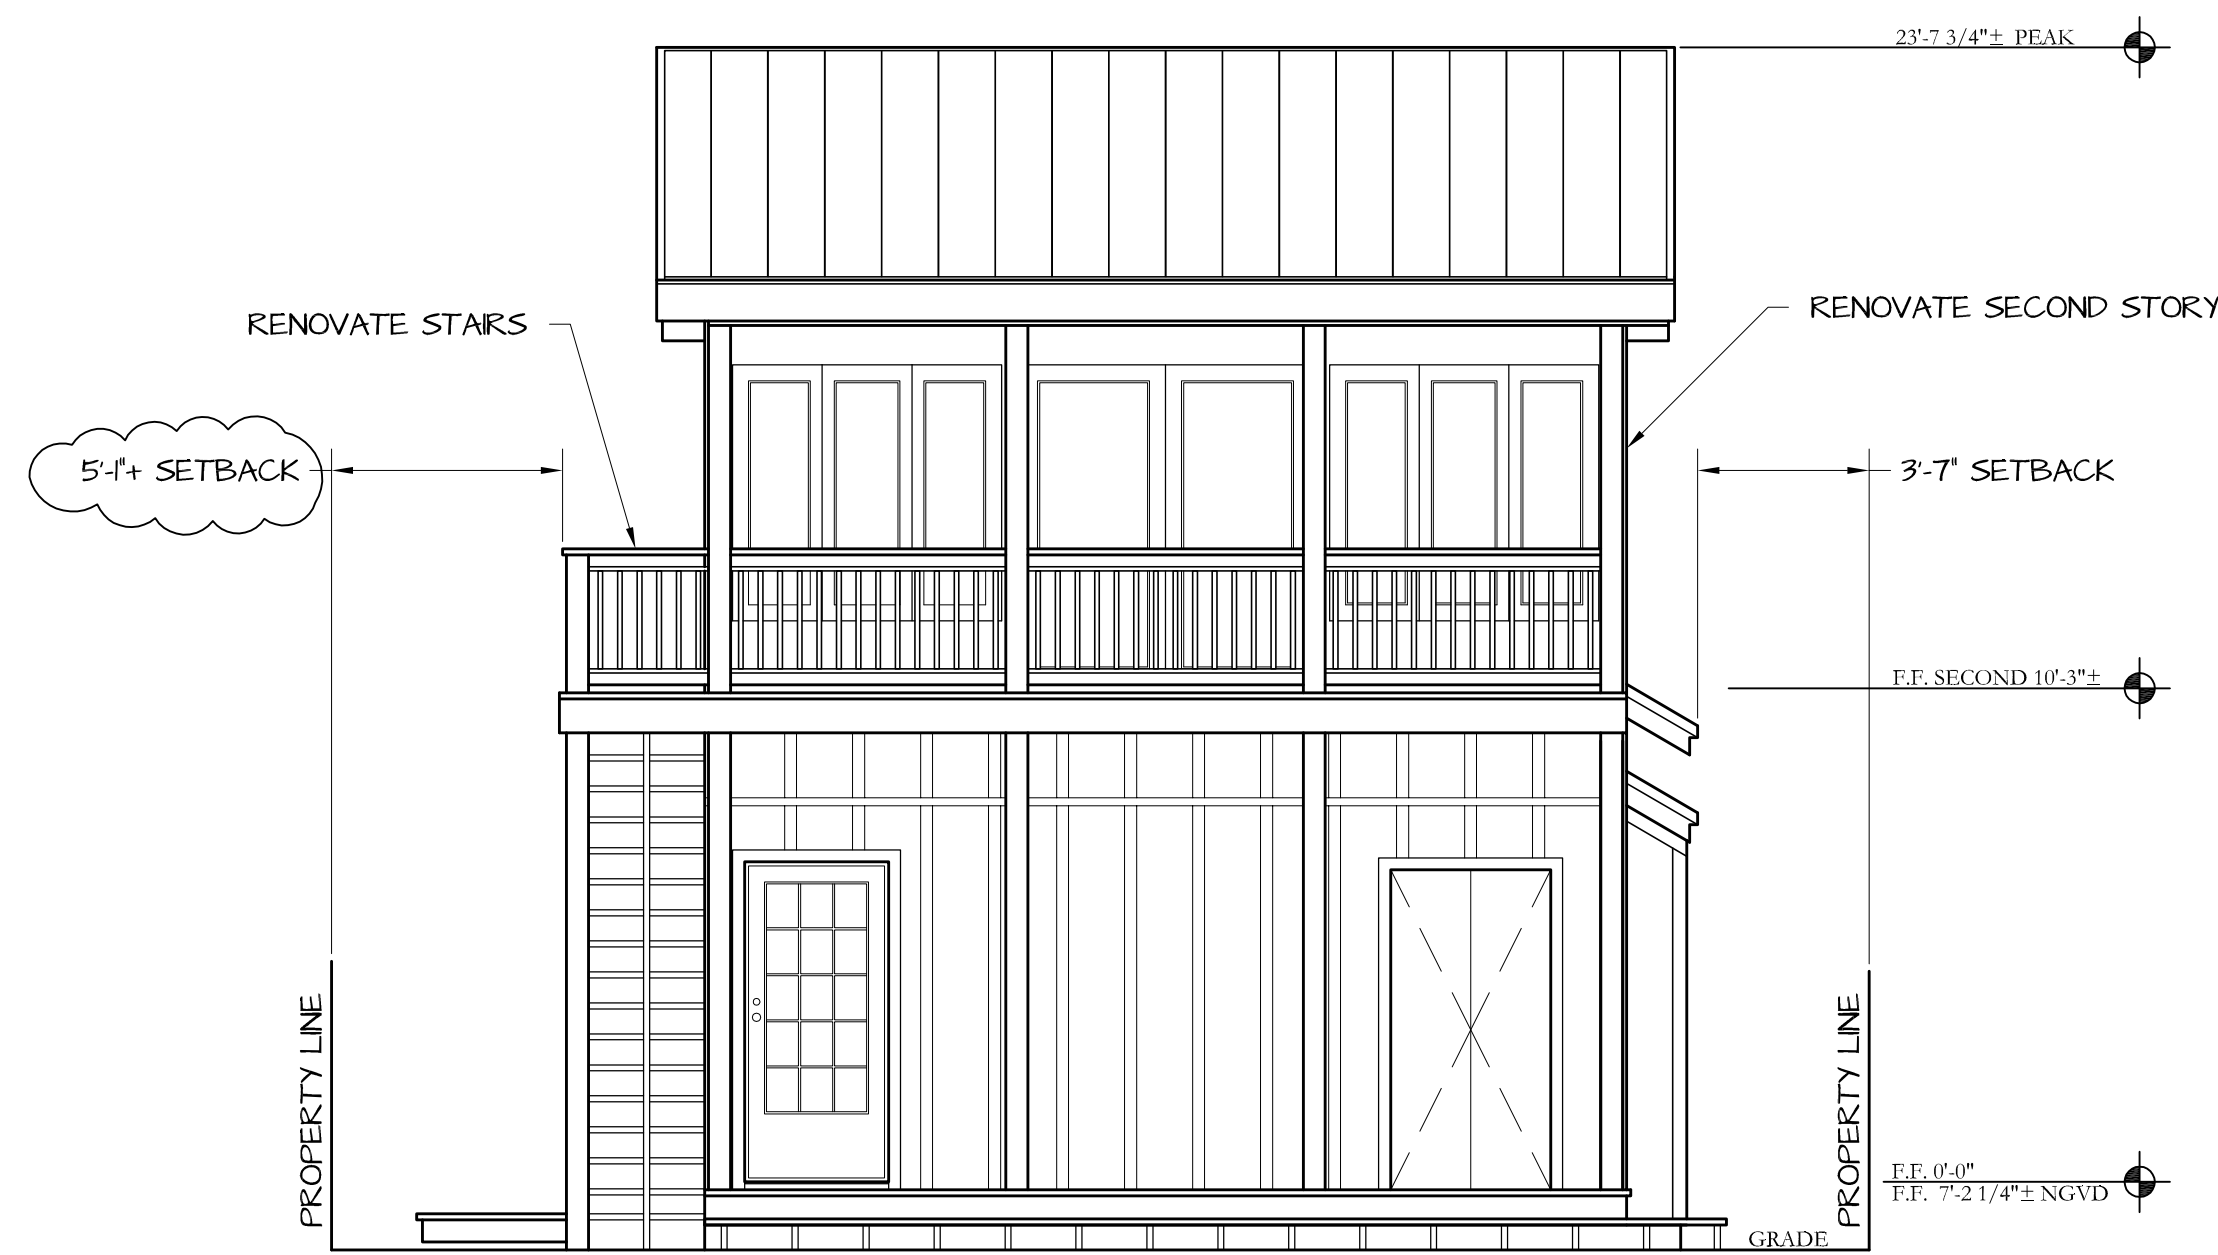 23'-7 3/4"± PEAK
RENOVATE STAIRS
RENOVATE SECOND STORY
5'-1"+ SETBACK
3'-7" SETBACK
F.F. SECOND 10'-3"±
PROPERTY LINE
PROPERTY LINE
F.F. 0'-0"
F.F. 7'-2 1/4"± NGVD
GRADE